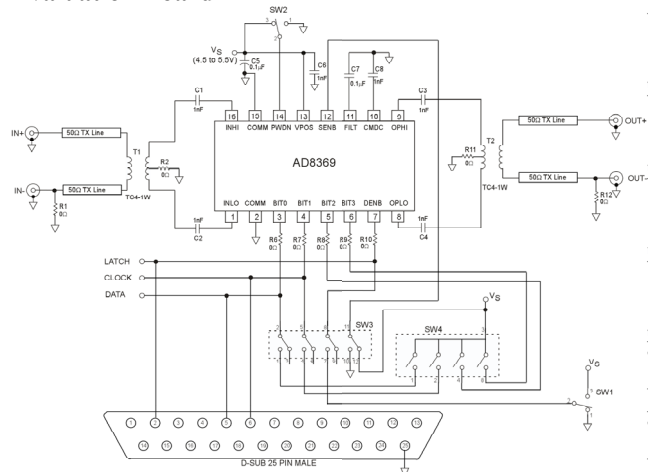 SW2
3
1
2
VS
(4.5 to 5.5V)
C5
0.1µF
C6
1nF
C7
0.1µF
C8
1nF
C1
1nF
C3
1nF
16 15 14 13 12 11 10 9
INHI COMM PWDN VPOS SENB FILT CMDC OPHI
AD8369
INLO COMM BIT0 BIT1 BIT2 BIT3 DENB OPLO
1 2 3 4 5 6 7 8
IN+
50Ω TX Line
T1
R2
0Ω
TC4-1W
IN-
50Ω TX Line
R1
0Ω
1nF
C2
T2
R11
0Ω
TC4-1W
50Ω TX Line
OUT+
50Ω TX Line
OUT–
R12
0Ω
1nF
C4
R6
0Ω
R7
0Ω
R8
0Ω
R9
0Ω
R10
0Ω
LATCH
CLOCK
DATA
SW3
VS
SW4
VS
SW1
1 2 3 4 5 6 7 8 9 10 11 12 13
14 15 16 17 18 19 20 21 22 23 24 25
D-SUB 25 PIN MALE